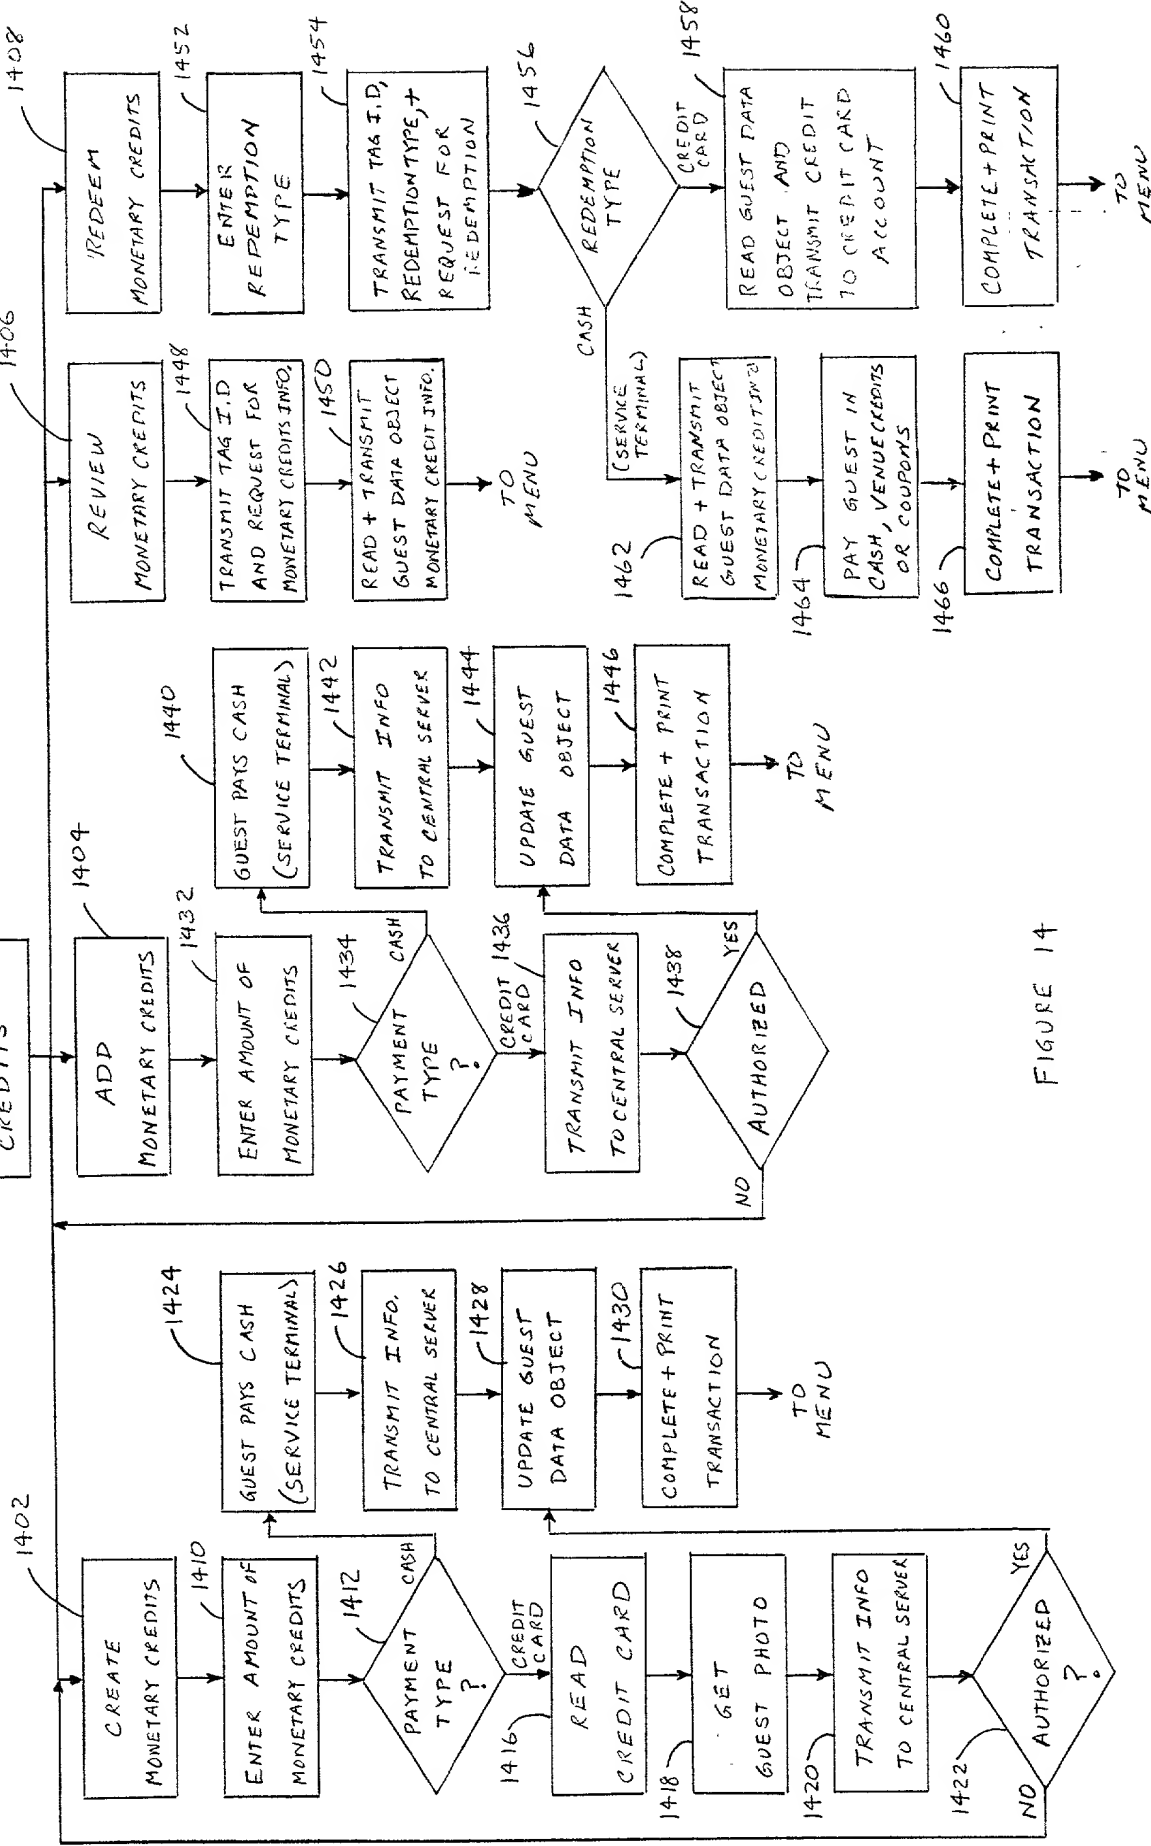 CREDITS
1402
CREATE
MONETARY CREDITS
1410
ENTER AMOUNT OF
MONETARY CREDITS
1412
PAYMENT
TYPE
?
CASH
CREDIT
CARD
1416
READ
CREDIT CARD
1418
GET
GUEST PHOTO
1420
TRANSMIT INFO
TO CENTRAL SERVER
1422
AUTHORIZED
?
NO
YES
1424
GUEST PAYS CASH
(SERVICE TERMINAL)
1426
TRANSMIT INFO.
TO CENTRAL SERVER
1428
UPDATE GUEST
DATA OBJECT
1430
COMPLETE + PRINT
TRANSACTION
TO
MENU
1404
ADD
MONETARY CREDITS
1432
ENTER AMOUNT OF
MONETARY CREDITS
1434
PAYMENT
TYPE
?
CASH
CREDIT
CARD
1436
TRANSMIT INFO
TO CENTRAL SERVER
1438
AUTHORIZED
NO
YES
1440
GUEST PAYS CASH
(SERVICE TERMINAL)
1442
TRANSMIT INFO
TO CENTRAL SERVER
1444
UPDATE GUEST
DATA OBJECT
1446
COMPLETE + PRINT
TRANSACTION
TO
MENU
1406
REVIEW
MONETARY CREDITS
1448
TRANSMIT TAG I.D
AND REQUEST FOR
MONETARY CREDITS INFO.
1450
READ + TRANSMIT
GUEST DATA OBJECT
MONETARY CREDIT INFO.
TO
MENU
1408
REDEEM
MONETARY CREDITS
1452
ENTER
REDEMPTION
TYPE
1454
TRANSMIT TAG I.D,
REDEMPTION TYPE, +
REQUEST FOR
REDEMPTION
1456
REDEMPTION
TYPE
CASH
(SERVICE
TERMINAL)
CREDIT
CARD
1458
READ GUEST DATA
OBJECT AND
TRANSMIT CREDIT
TO CREDIT CARD
ACCOUNT
1460
COMPLETE + PRINT
TRANSACTION
TO
MENU
1462
READ + TRANSMIT
GUEST DATA OBJECT
MONETARY CREDIT INFO
1464
PAY GUEST IN
CASH, VENUE CREDITS
OR COUPONS
1466
COMPLETE + PRINT
TRANSACTION
TO
MENU
FIGURE 14